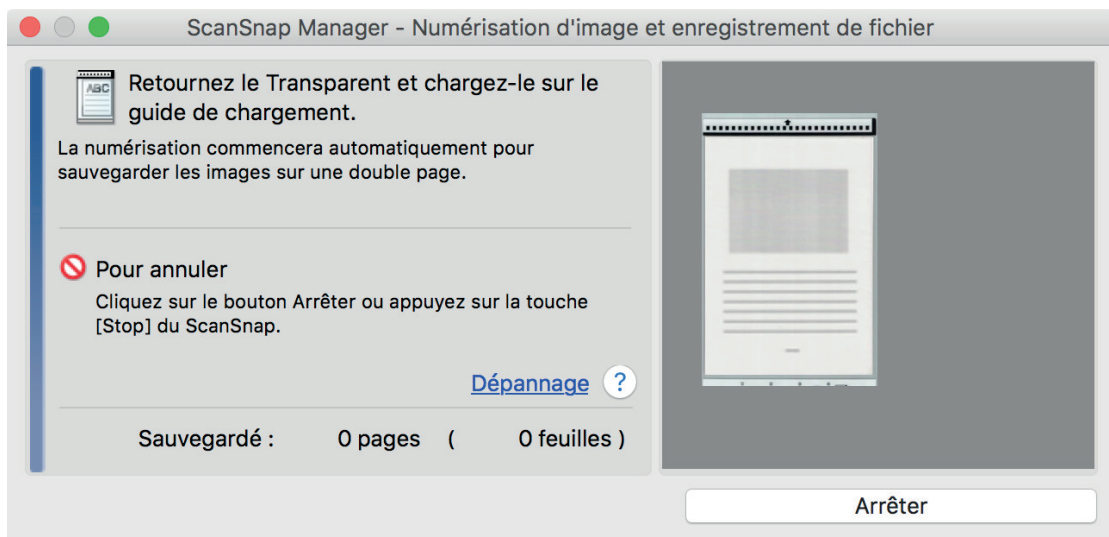 ScanSnap Manager - Numérisation d'image et enregistrement de fichier
ABC
Retournez le Transparent et chargez-le sur le
guide de chargement.
La numérisation commencera automatiquement pour
sauvegarder les images sur une double page.
Pour annuler
Cliquez sur le bouton Arrêter ou appuyez sur la touche
[Stop] du ScanSnap.
Dépannage ?
Sauvegardé : 0 pages ( 0 feuilles )
Arrêter